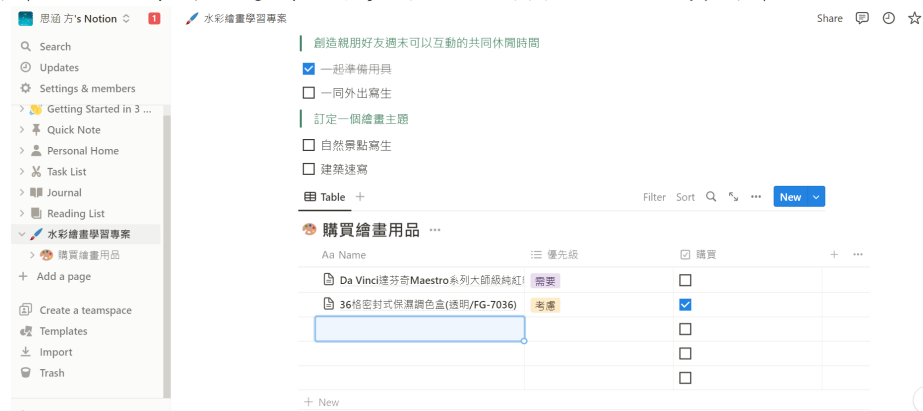 思涵 方's Notion
1
水彩繪畫學習專案
Share
Search
Updates
Settings & members
Getting Started in 3 ...
Quick Note
Personal Home
Task List
Journal
Reading List
水彩繪畫學習專案
購買繪畫用品
Add a page
Create a teamspace
Templates
Import
Trash
創造親朋好友週末可以互動的共同休閒時間
一起準備用具
一同外出寫生
訂定一個繪畫主題
自然景點寫生
建築速寫
Table
Filter Sort
New
購買繪畫用品
Aa Name
優先級
購買
Da Vinci達芬奇Maestro系列大師級純紅
需要
36格密封式保濕調色盒(透明/FG-7036)
考慮
New